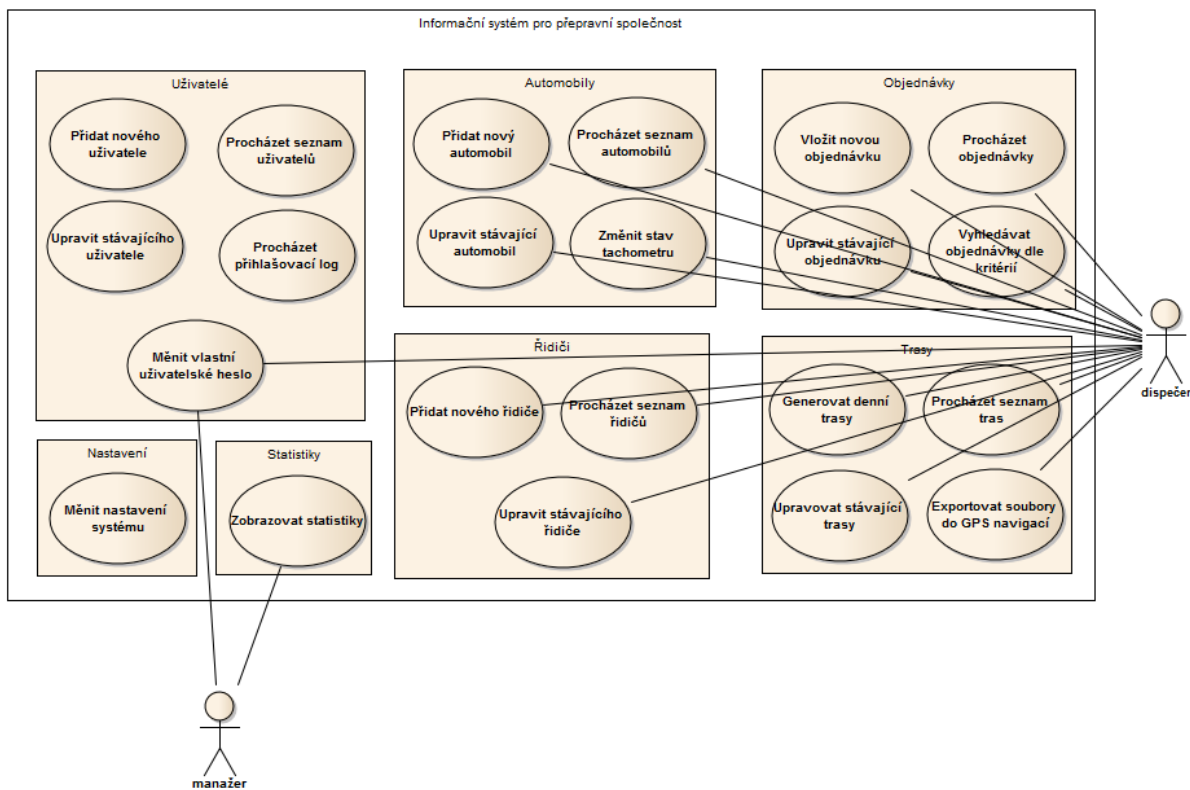 Informační systém pro přepravní společnost
Uživatelé
Přidat nového
uživatele
Procházet seznam
uživatelů
Upravit stávajícího
uživatele
Procházet
přihlašovací log
Měnit vlastní
uživatelské heslo
Automobily
Přidat nový
automobil
Procházet seznam
automobilů
Upravit stávající
automobil
Změnit stav
tachometru
Objednávky
Vložit novou
objednávku
Procházet
objednávky
Upravit stávající
objednávku
Vyhledávat
objednávky dle
kritérií
Nastavení
Měnit nastavení
systému
Statistiky
Zobrazovat statistiky
Řidiči
Přidat nového řidiče
Procházet seznam
řidičů
Upravit stávajícího
řidiče
Trasy
Generovat denní
trasy
Procházet seznam
tras
Upravovat stávající
trasy
Exportovat soubory
do GPS navigací
dispečer
manažer